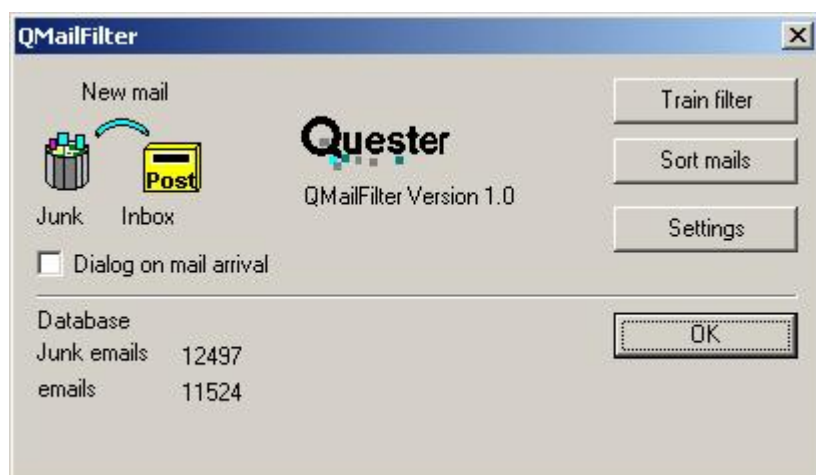 QMailFilter
New mail
Post
Junk Inbox
Quester
QMailFilter Version 1.0
Train filter
Sort mails
Settings
Dialog on mail arrival
Database
Junk emails 12497
emails 11524
OK